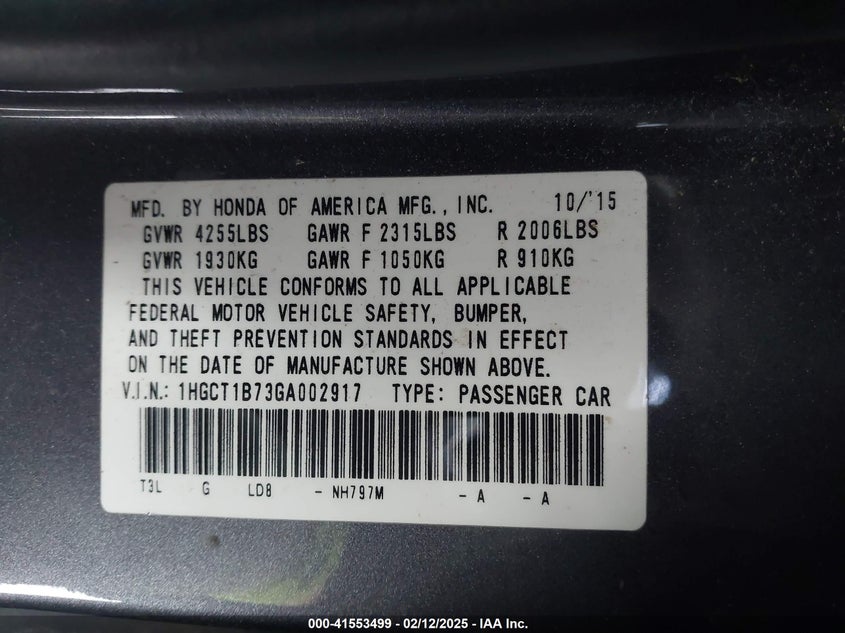 MFD. BY HONDA OF AMERICA MFG., INC. 10/'15
GVWR 4255LBS GAWR F 2315LBS R 2006LBS
GVWR 1930KG GAWR F 1050KG R 910KG
THIS VEHICLE CONFORMS TO ALL APPLICABLE
FEDERAL MOTOR VEHICLE SAFETY, BUMPER,
AND THEFT PREVENTION STANDARDS IN EFFECT
ON THE DATE OF MANUFACTURE SHOWN ABOVE.
V.I.N.: 1HGCT1B73GA002917 TYPE: PASSENGER CAR
T3L G LD8 - NH797M - A - A
000-41553499 - 02/12/2025 - IAA Inc.